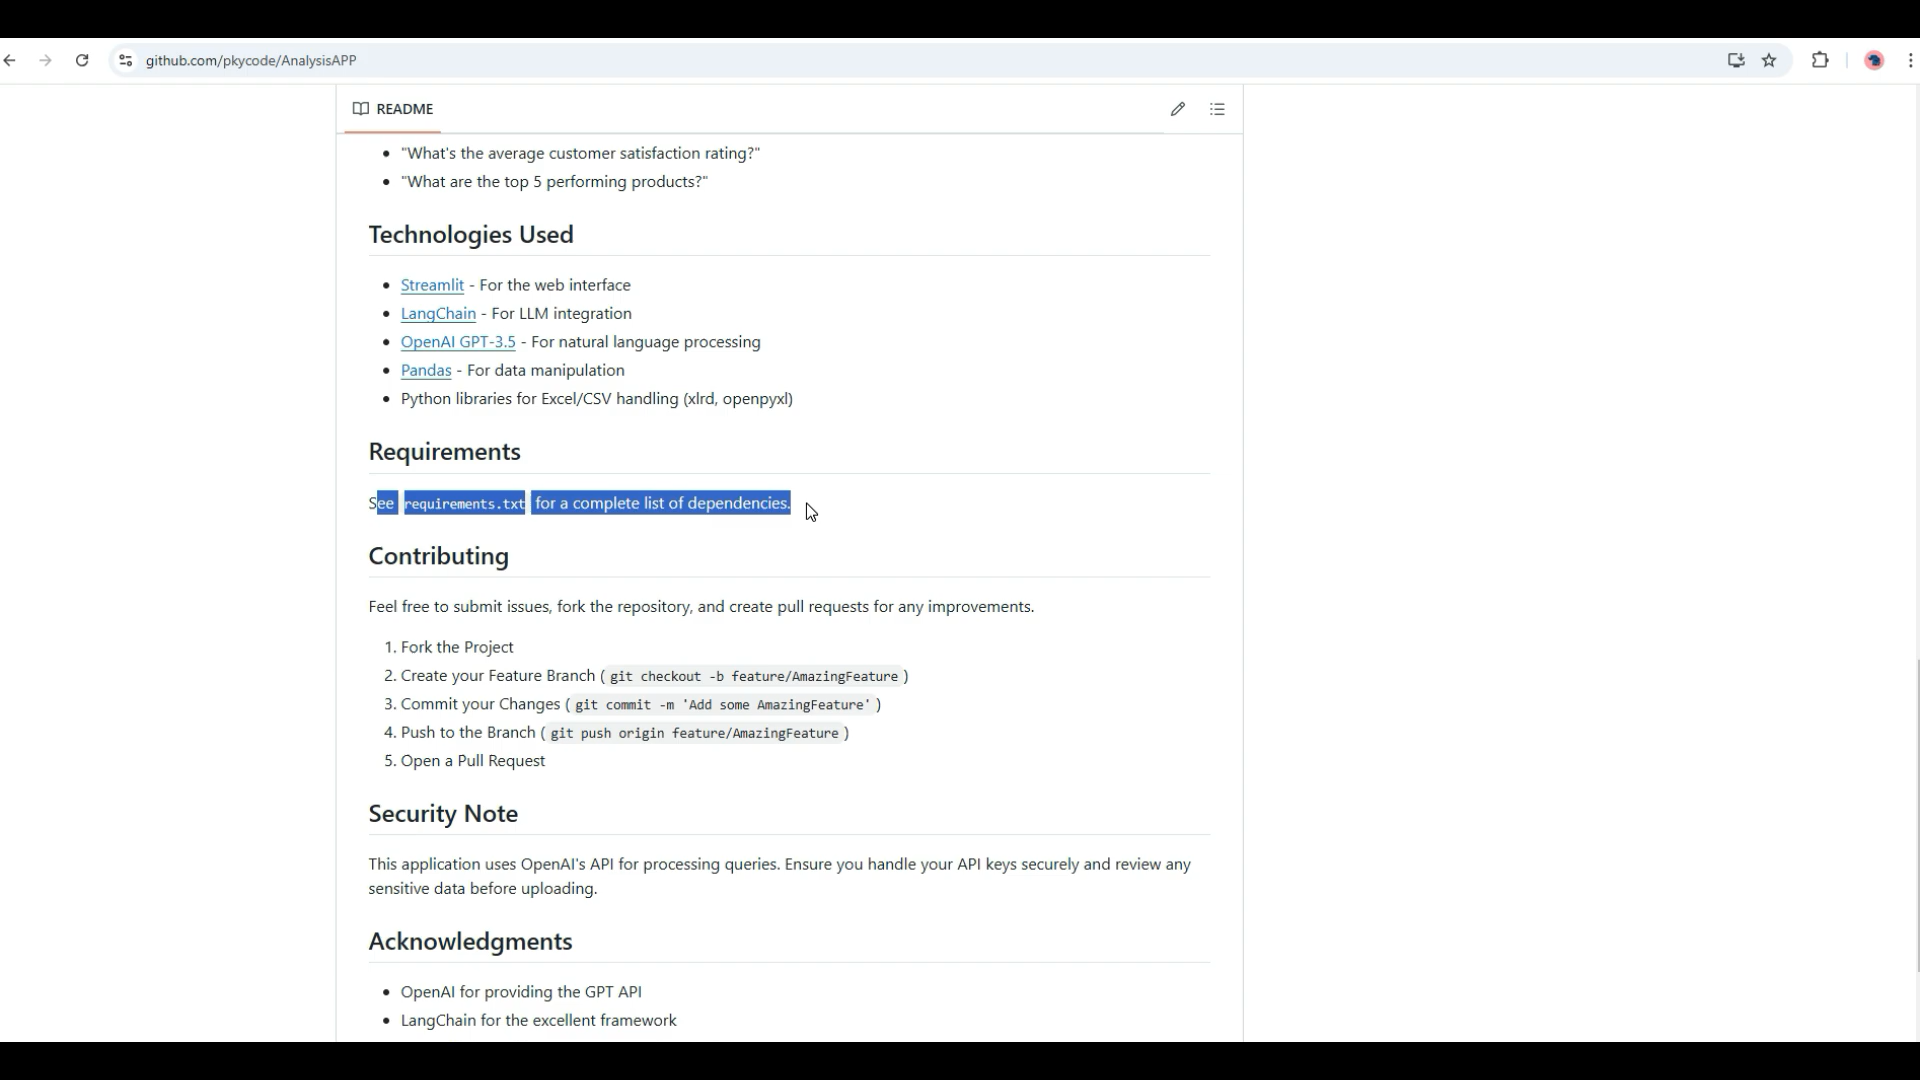 github.com/pkycode/AnalysisAPP
README
"What's the average customer satisfaction rating?"
"What are the top 5 performing products?"
Technologies Used
Streamlit - For the web interface
LangChain - For LLM integration
OpenAI GPT-3.5 - For natural language processing
Pandas - For data manipulation
Python libraries for Excel/CSV handling (xlrd, openpyxl)
Requirements
See requirements.txt for a complete list of dependencies.
Contributing
Feel free to submit issues, fork the repository, and create pull requests for any improvements.
1. Fork the Project
2. Create your Feature Branch ( git checkout -b feature/AmazingFeature )
3. Commit your Changes ( git commit -m 'Add some AmazingFeature' )
4. Push to the Branch ( git push origin feature/AmazingFeature )
5. Open a Pull Request
Security Note
This application uses OpenAI's API for processing queries. Ensure you handle your API keys securely and review any
sensitive data before uploading.
Acknowledgments
OpenAI for providing the GPT API
LangChain for the excellent framework